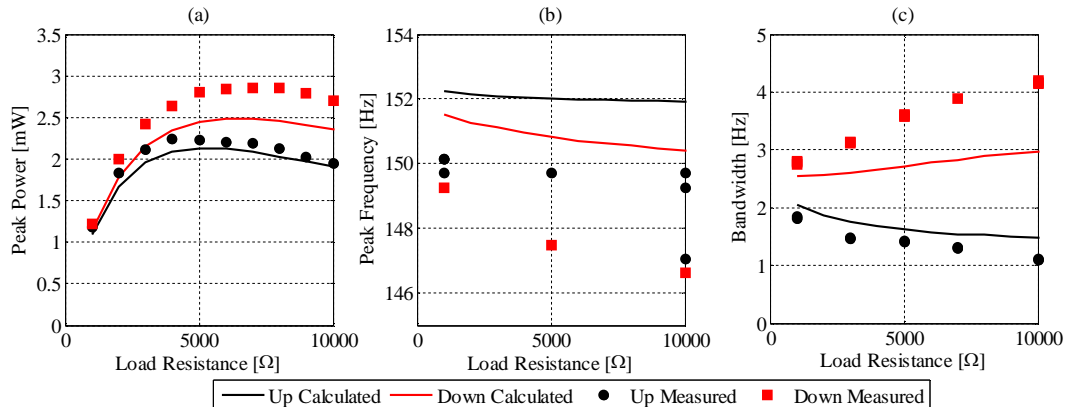 (a)
(b)
(c)
3.5
3
2.5
2
1.5
1
0.5
0
Peak Power [mW]
0
5000
10000
Load Resistance [Ω]
154
152
150
148
146
Peak Frequency [Hz]
0
5000
10000
Load Resistance [Ω]
5
4
3
2
1
0
Bandwidth [Hz]
0
5000
10000
Load Resistance [Ω]
Up Calculated
Down Calculated
Up Measured
Down Measured